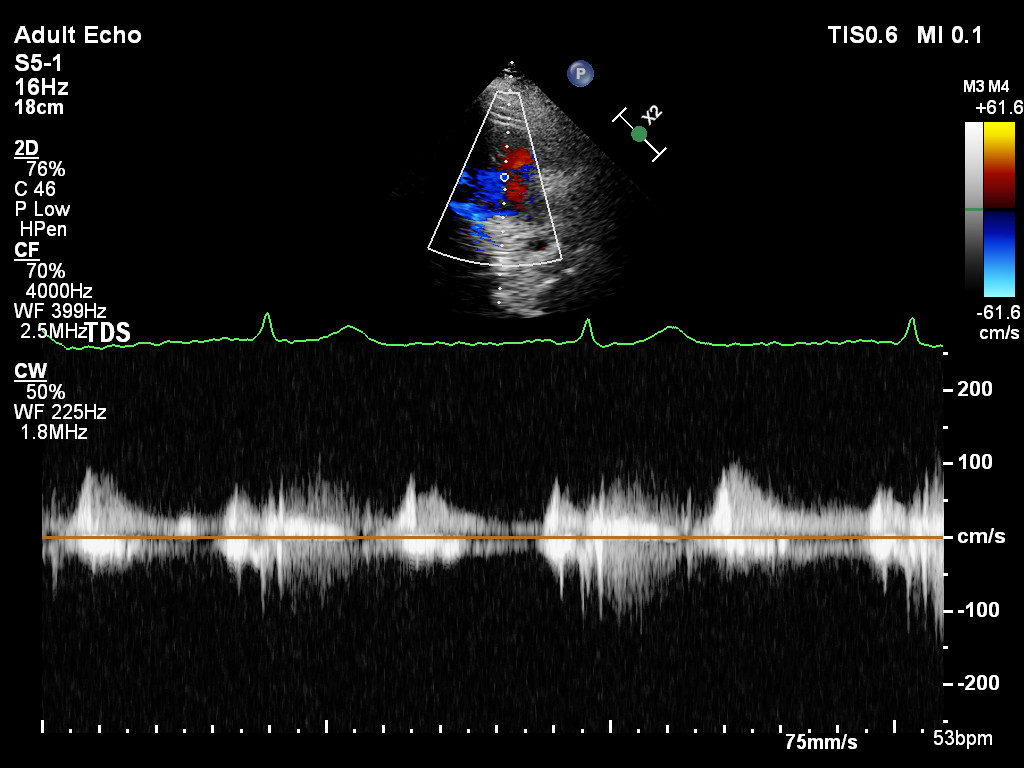 Adult Echo
TIS0.6 MI 0.1
S5-1
16Hz
18cm
2D
76%
C 46
P Low
HPen
CF
70%
4000Hz
WF 399Hz
2.5MHz
TDS
CW
50%
WF 225Hz
1.8MHz
P
X2
M3 M4
+61.6
-61.6
cm/s
200
100
cm/s
-100
-200
75mm/s
53bpm